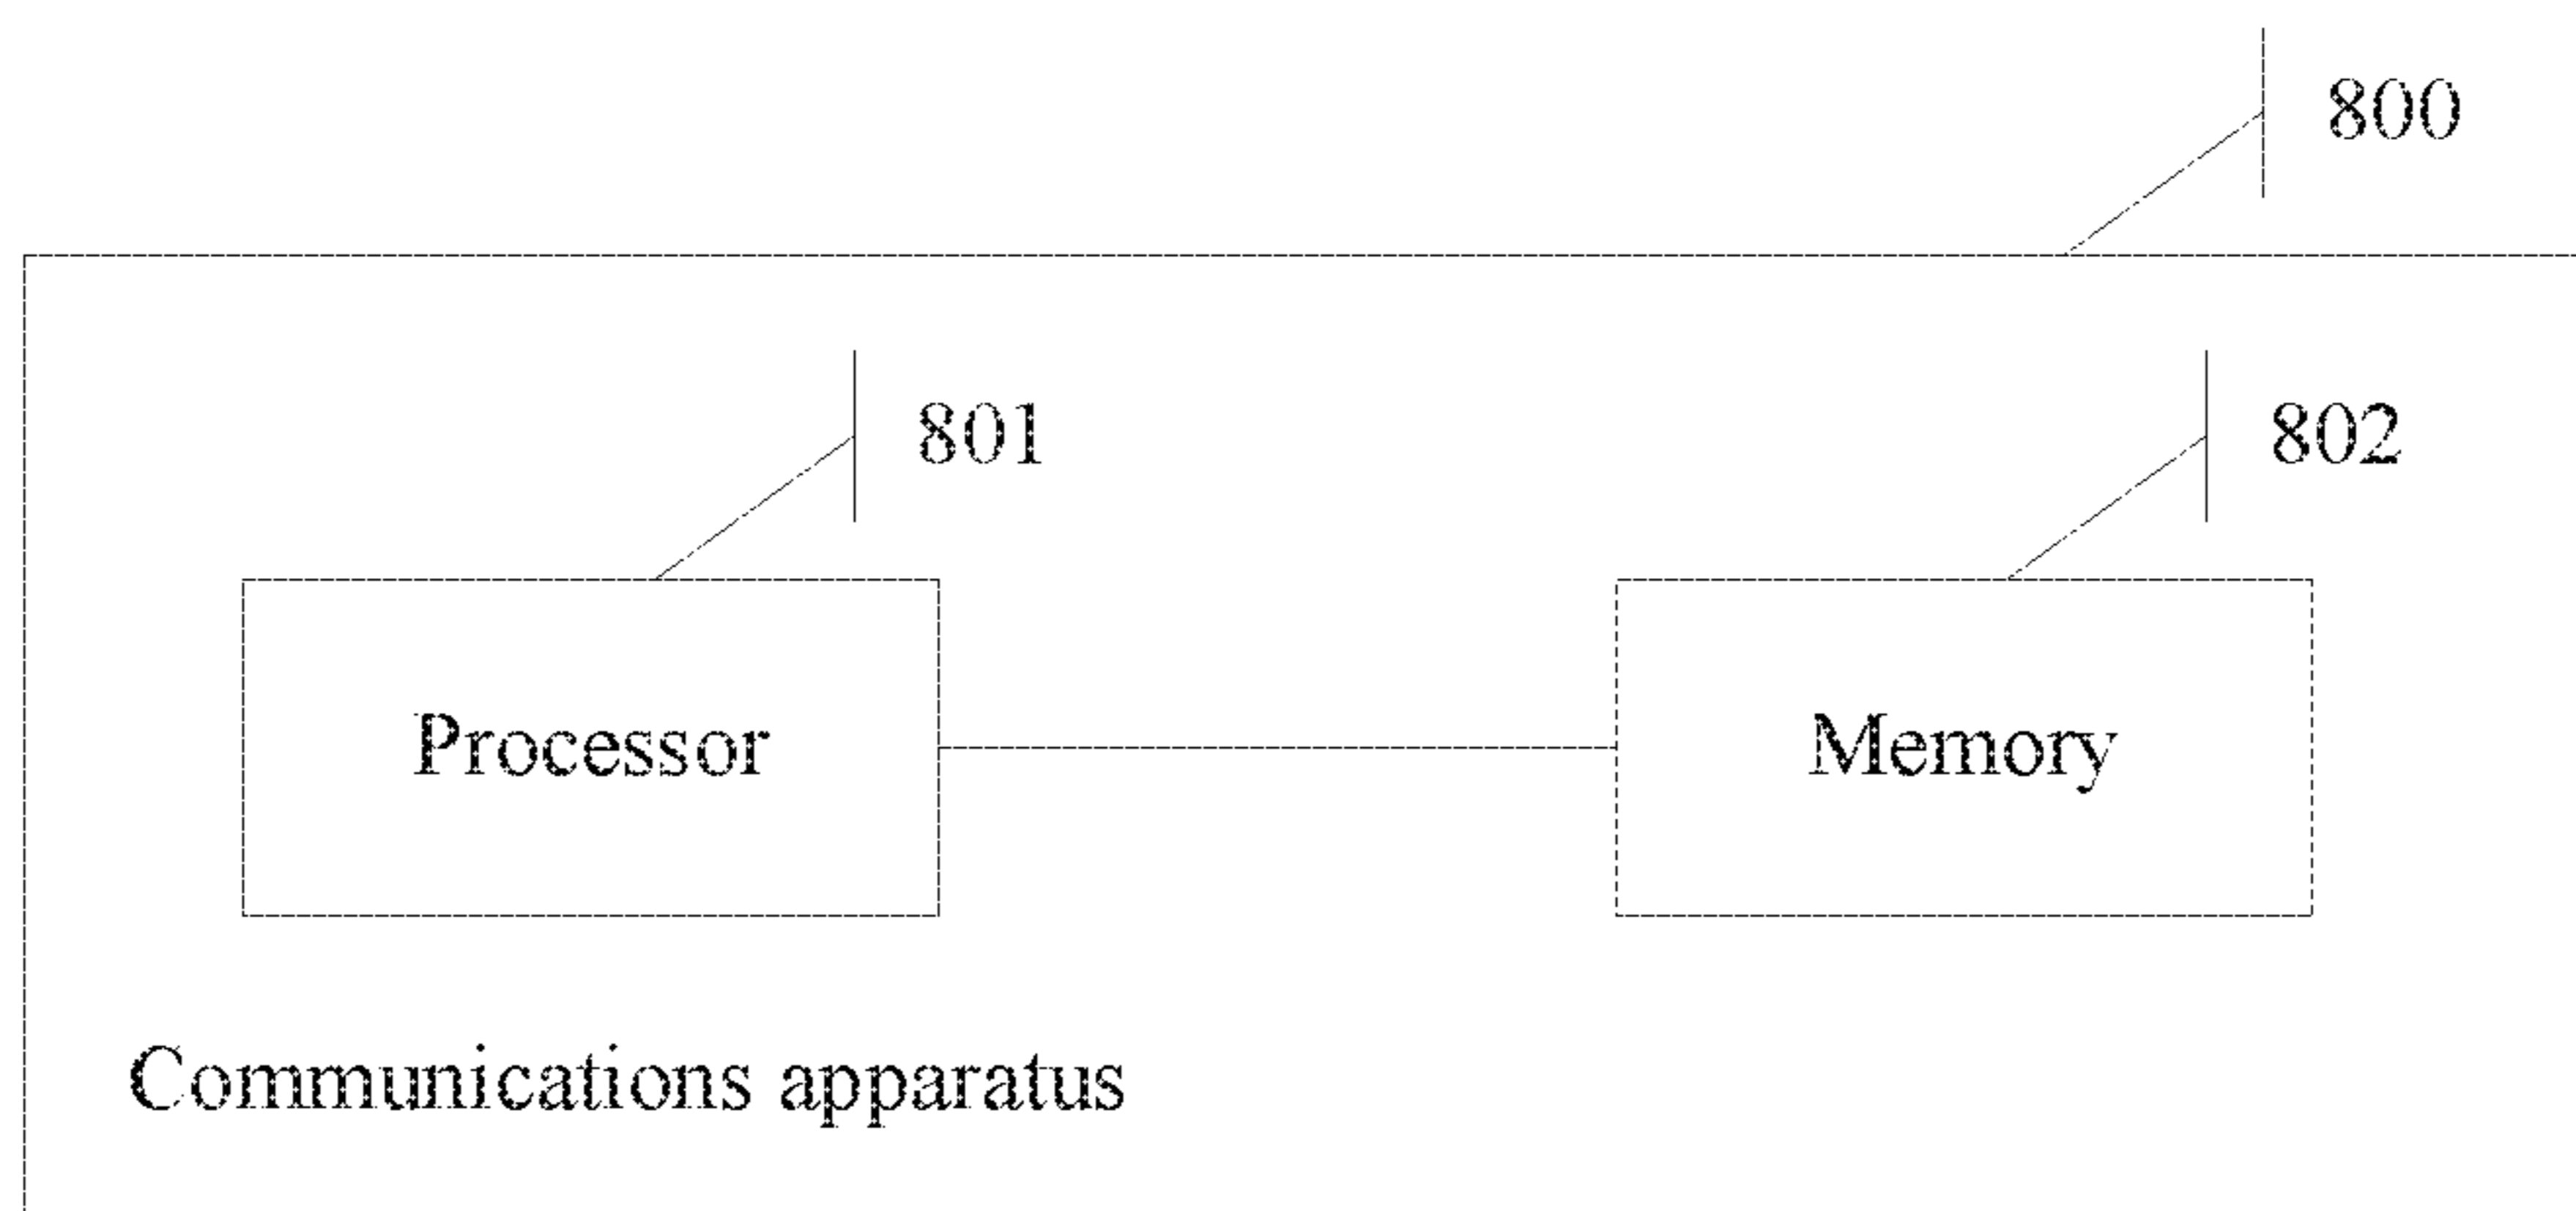 800
801
802
Processor
Memory
Communications apparatus